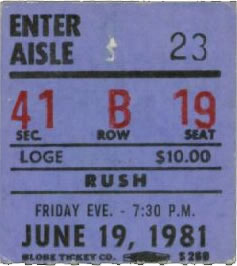 ENTER
AISLE $ 23
41 B 19
SEC. ROW SEAT
LOGE $10.00
RUSH
FRIDAY EVE. - 7:30 P.M.
JUNE 19, 1981
GLOBE TICKET CO.